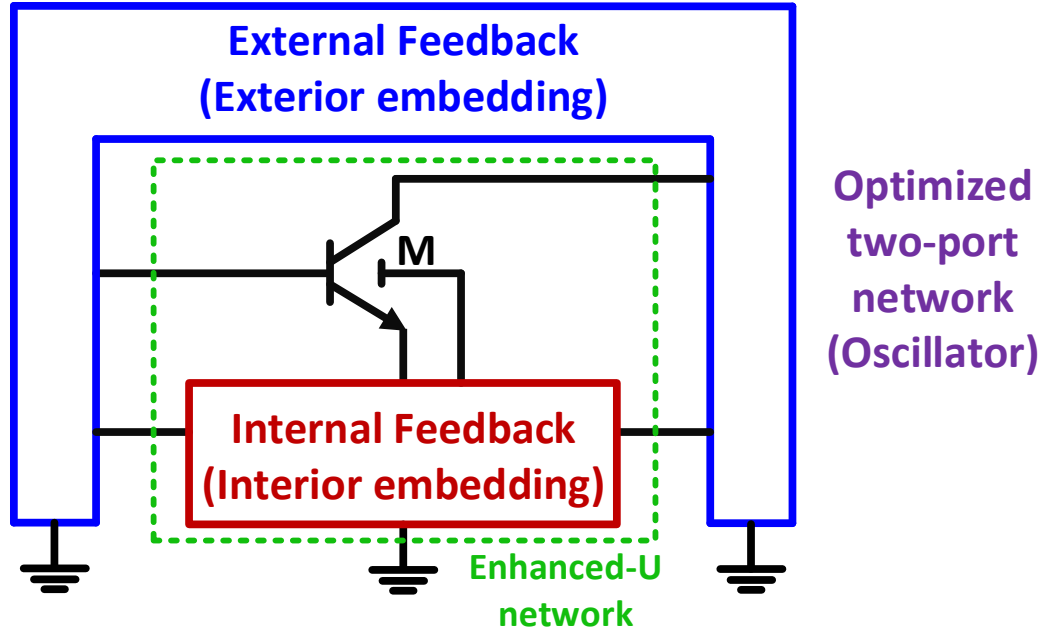 External Feedback
(Exterior embedding)
M
Internal Feedback
(Interior embedding)
Enhanced-U
network
Optimized
two-port
network
(Oscillator)